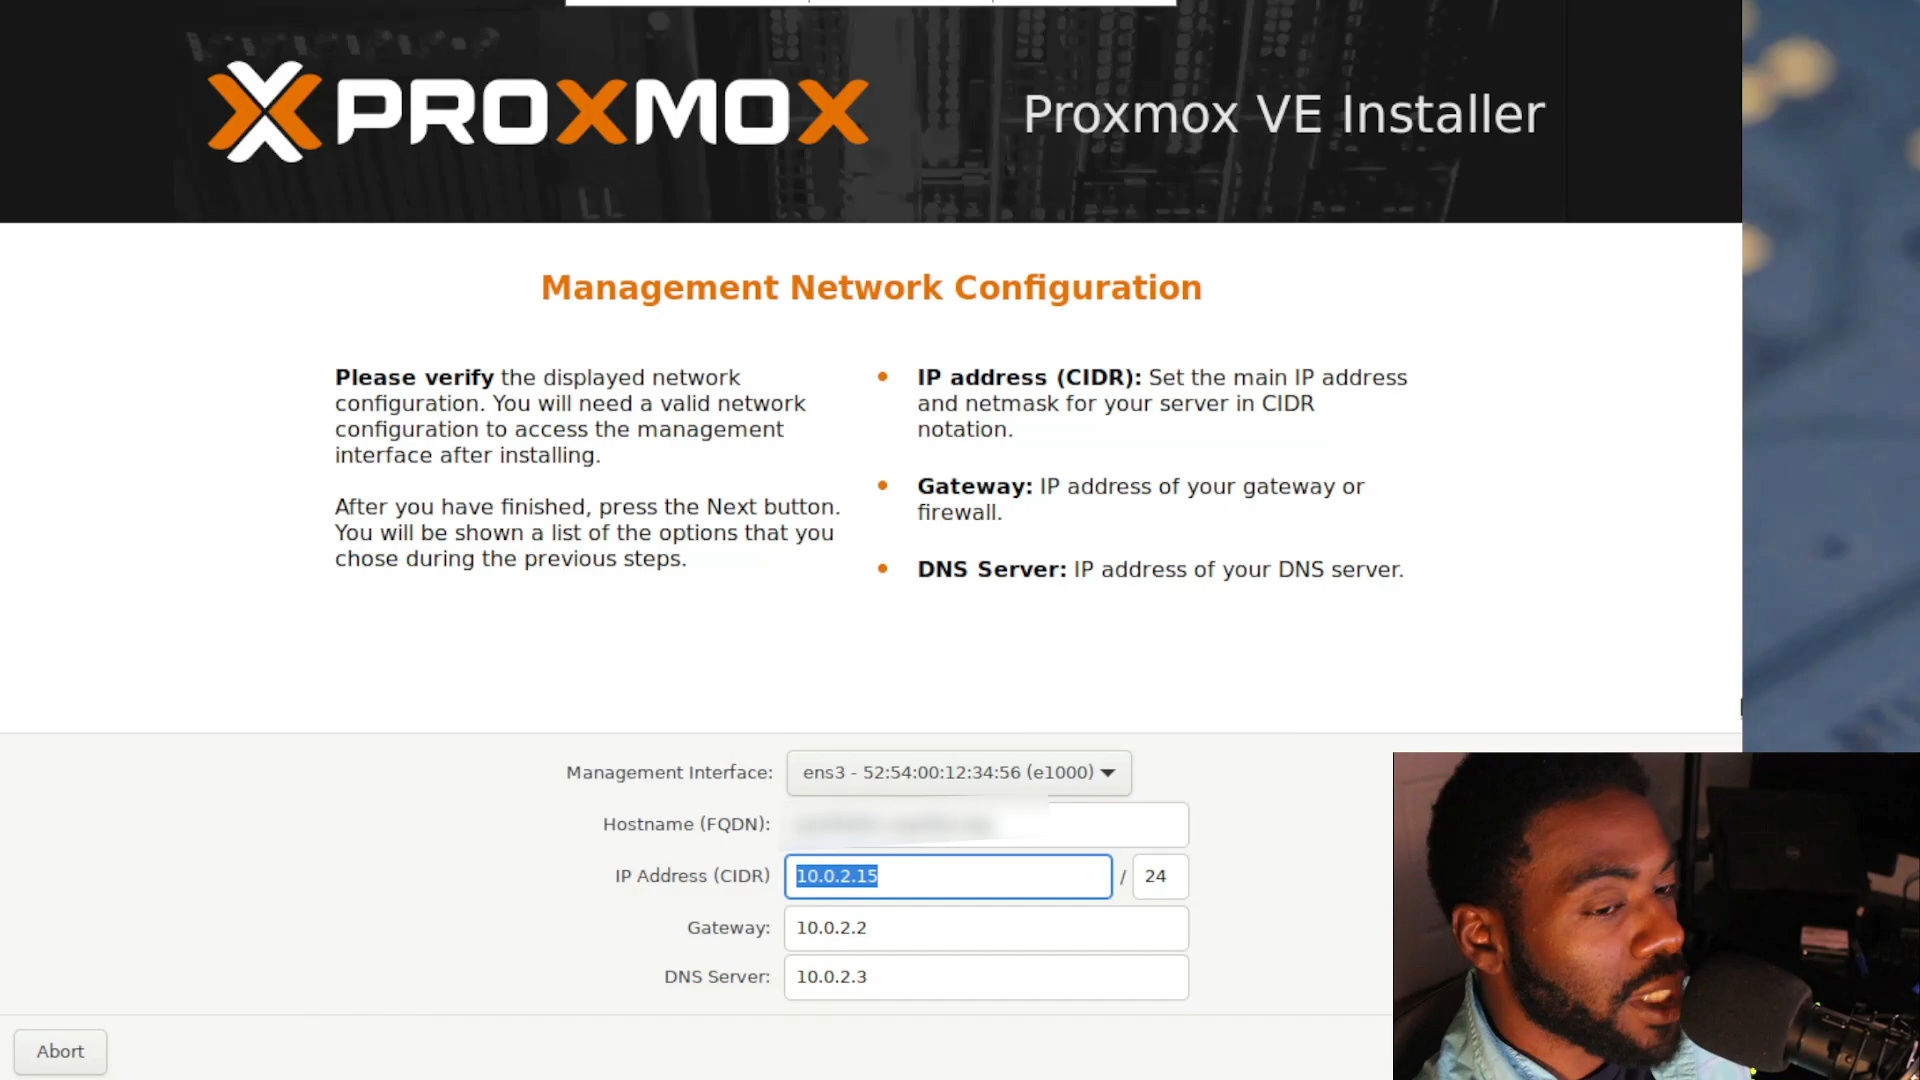 PROXMOX
Proxmox VE Installer
Management Network Configuration
Please verify the displayed network
configuration. You will need a valid network
configuration to access the management
interface after installing.
After you have finished, press the Next button.
You will be shown a list of the options that you
chose during the previous steps.
IP address (CIDR): Set the main IP address
and netmask for your server in CIDR
notation.
Gateway: IP address of your gateway or
firewall.
DNS Server: IP address of your DNS server.
Management Interface: ens3 - 52:54:00:12:34:56 (e1000)
Hostname (FQDN):
IP Address (CIDR) 10.0.2.15 / 24
Gateway: 10.0.2.2
DNS Server: 10.0.2.3
Abort